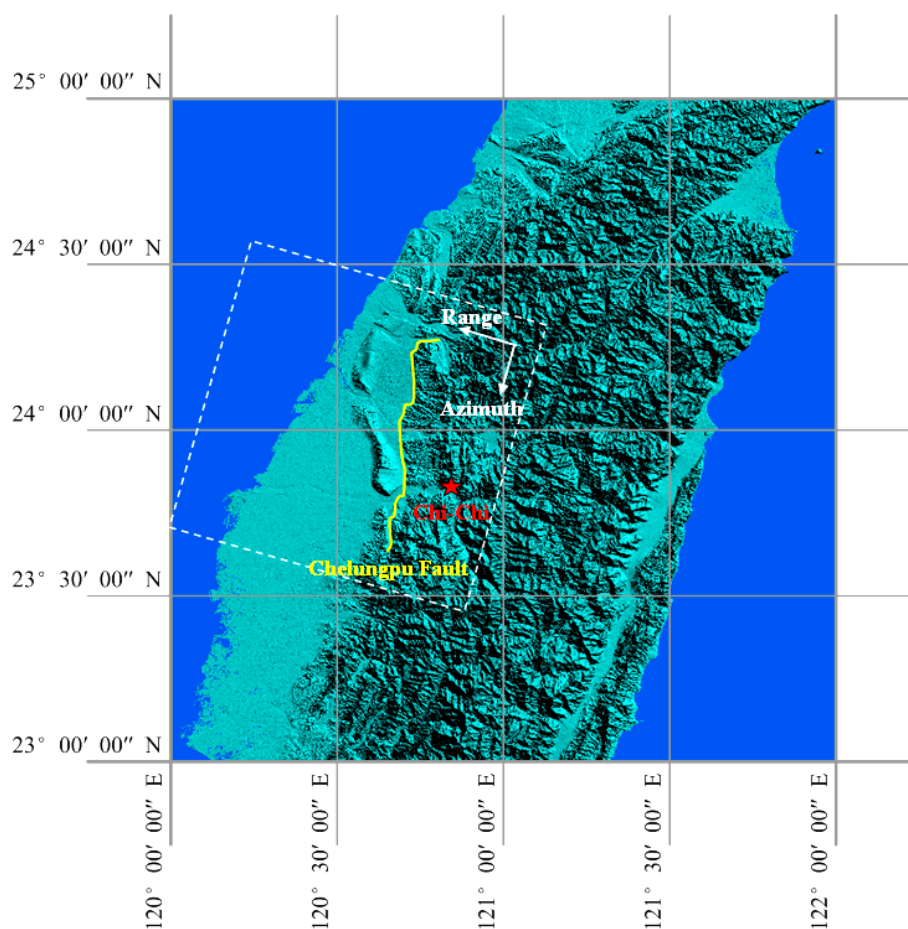 25° 00′ 00″ N
24° 30′ 00″ N
Range
Azimuth
24° 00′ 00″ N
Chi-Chi
Chelungpu Fault
23° 30′ 00″ N
23° 00′ 00″ N
120° 00′ 00″ E
120° 30′ 00″ E
121° 00′ 00″ E
121° 30′ 00″ E
122° 00′ 00″ E